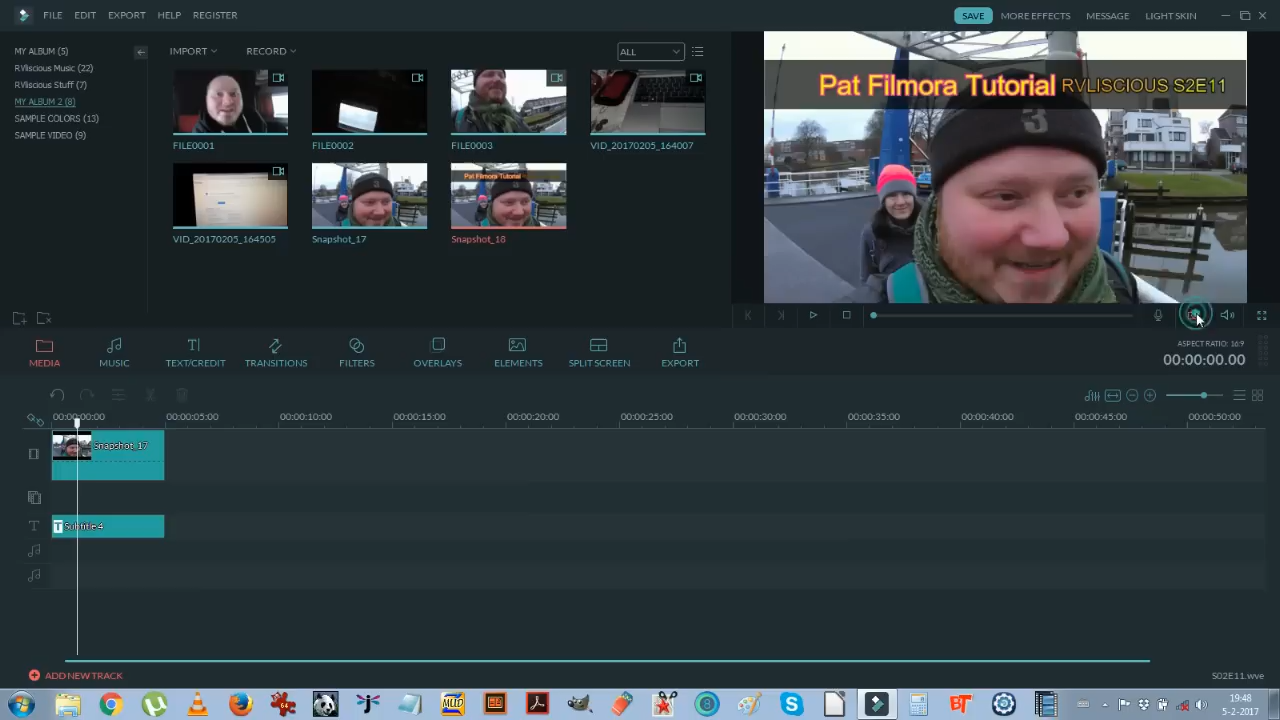 FILE EDIT EXPORT HELP REGISTER
SAVE MORE EFFECTS MESSAGE LIGHT SKIN
MY ALBUM (5)
RVliscious Music (22)
RVliscious Stuff (7)
MY ALBUM 2 (8)
SAMPLE COLORS (13)
SAMPLE VIDEO (9)
IMPORT RECORD ALL
FILE0001 FILE0002 FILE0003 VID_20170205_164007
Pat Filmora Tutorial
VID_20170205_164505 Snapshot_17 Snapshot_18
Pat Filmora Tutorial RVLISCIOUS S2E11
3
MEDIA MUSIC TEXT/CREDIT TRANSITIONS FILTERS OVERLAYS ELEMENTS SPLIT SCREEN EXPORT
ASPECT RATIO: 16:9
00:00:00.00
00:00:00:00 00:00:05:00 00:00:10:00 00:00:15:00 00:00:20:00 00:00:25:00 00:00:30:00 00:00:35:00 00:00:40:00 00:00:45:00 00:00:50:00
Snapshot_17
T Subtitle 4
ADD NEW TRACK
S02E11.wve
19:48
5-2-2017